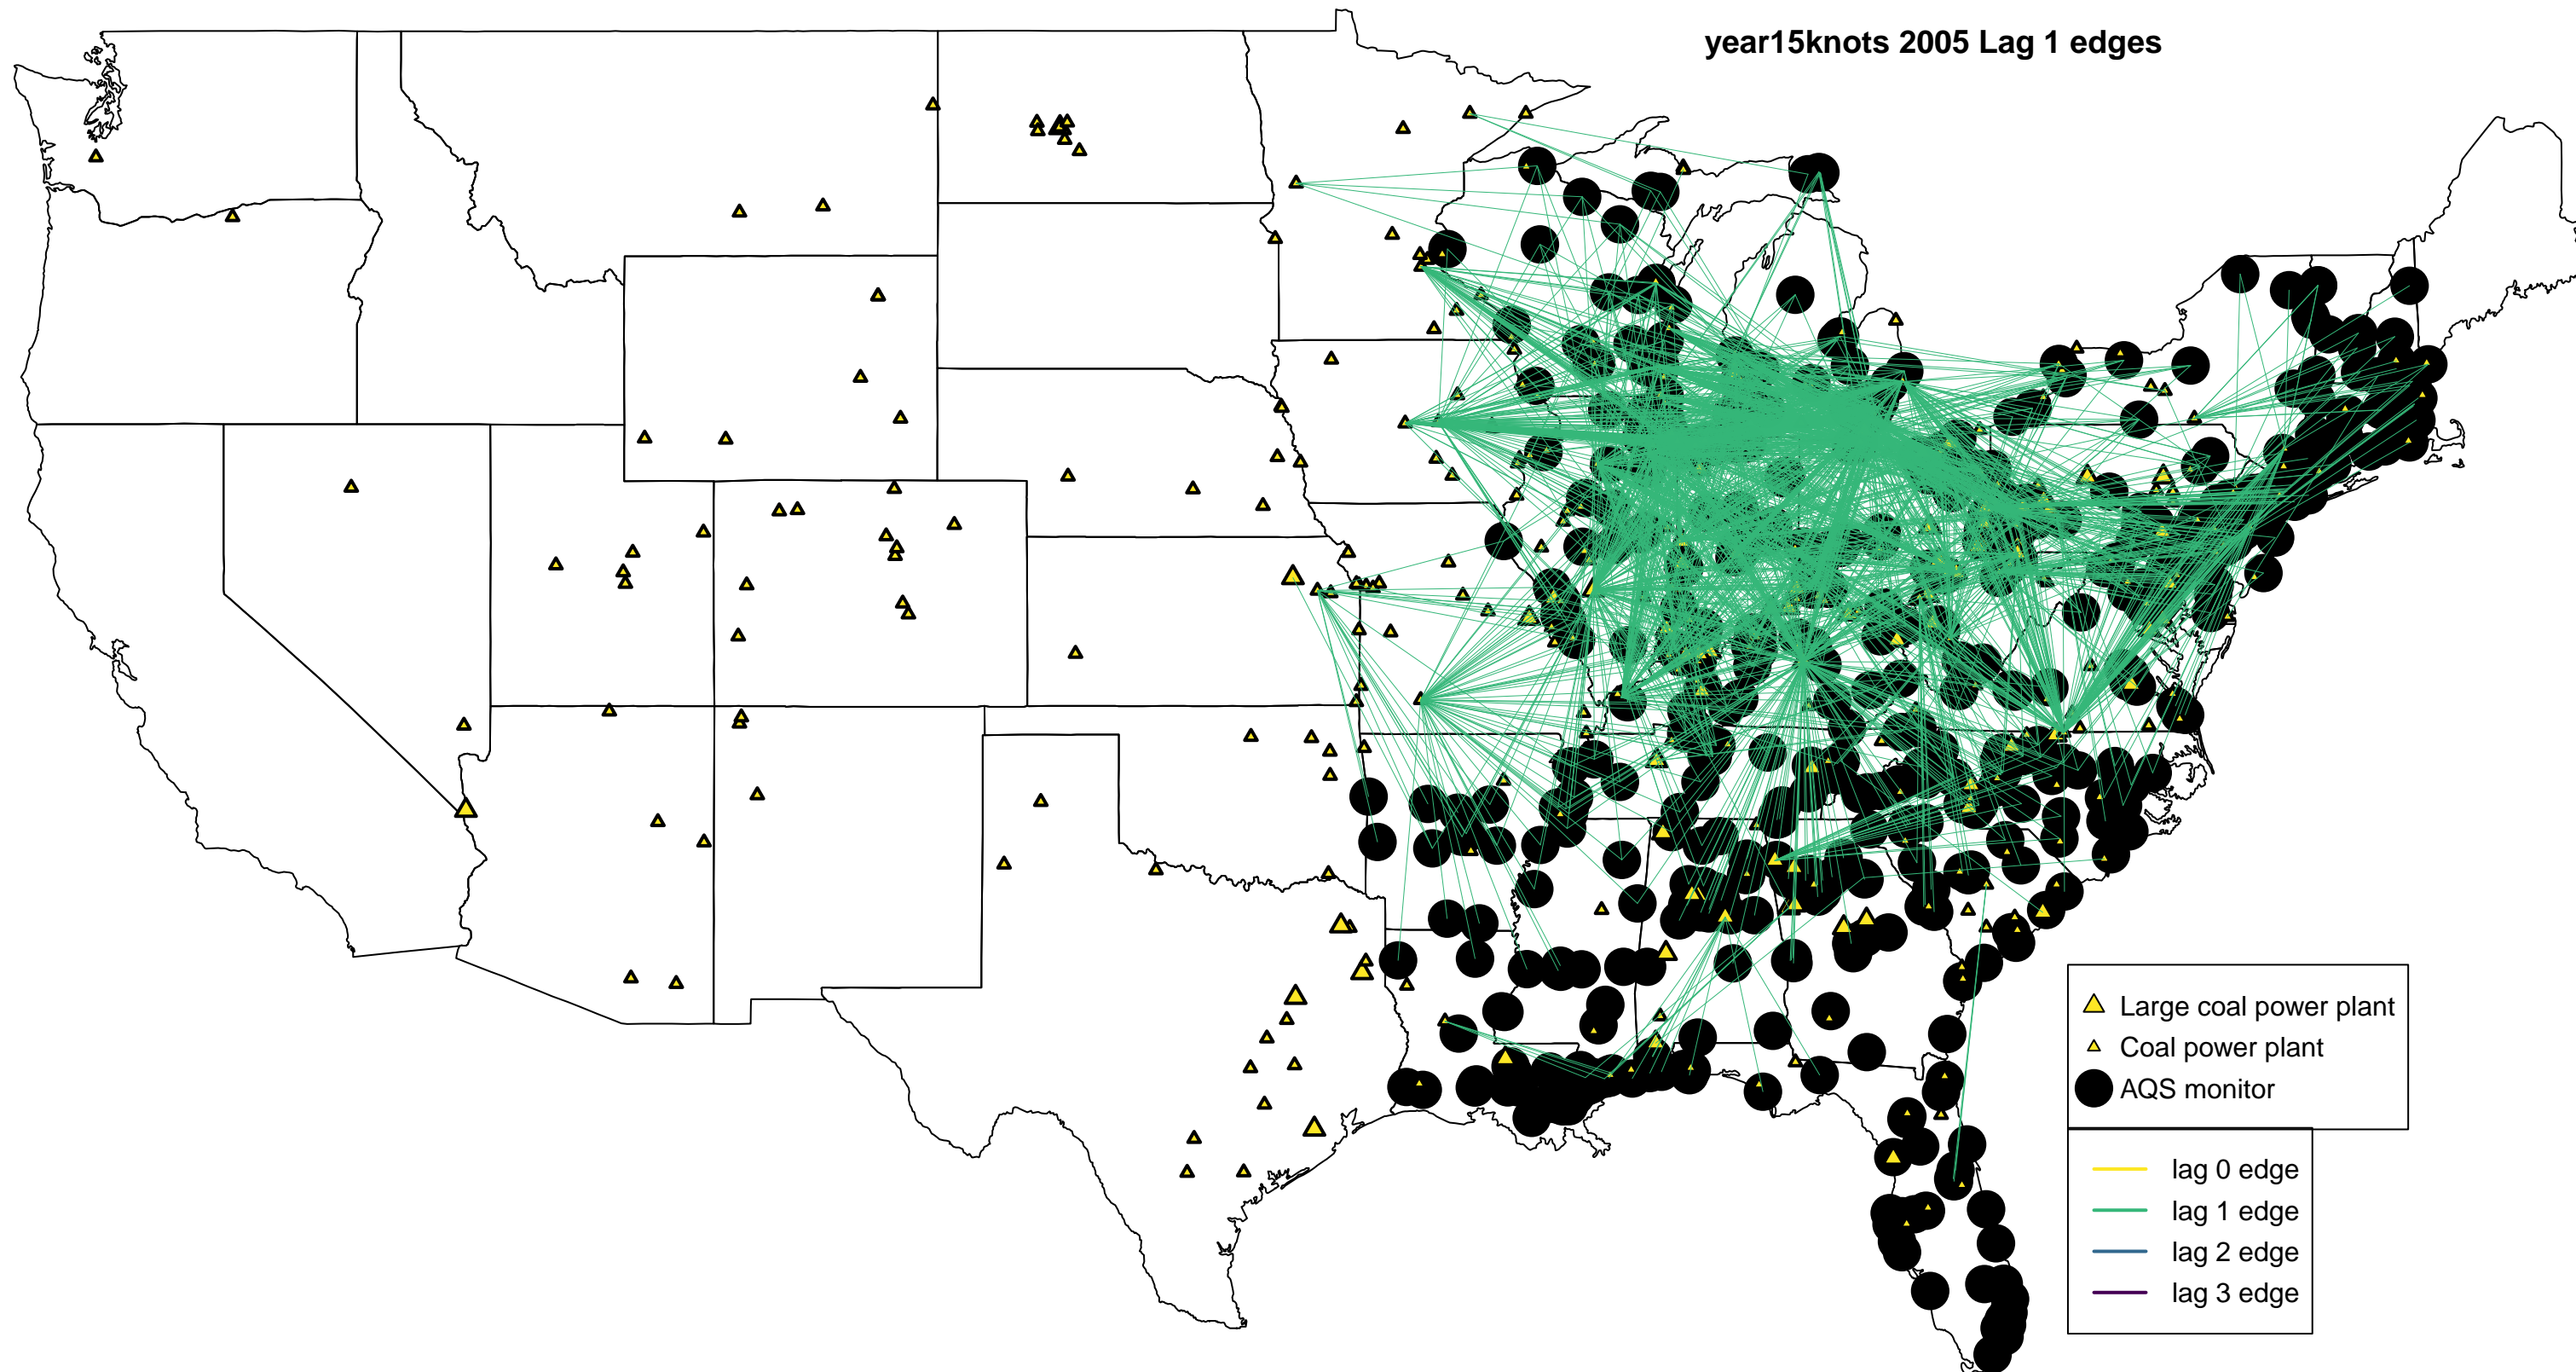 year15knots 2005 Lag 1 edges
Large coal power plant
Coal power plant
AQS monitor
lag 0 edge
lag 1 edge
lag 2 edge
lag 3 edge